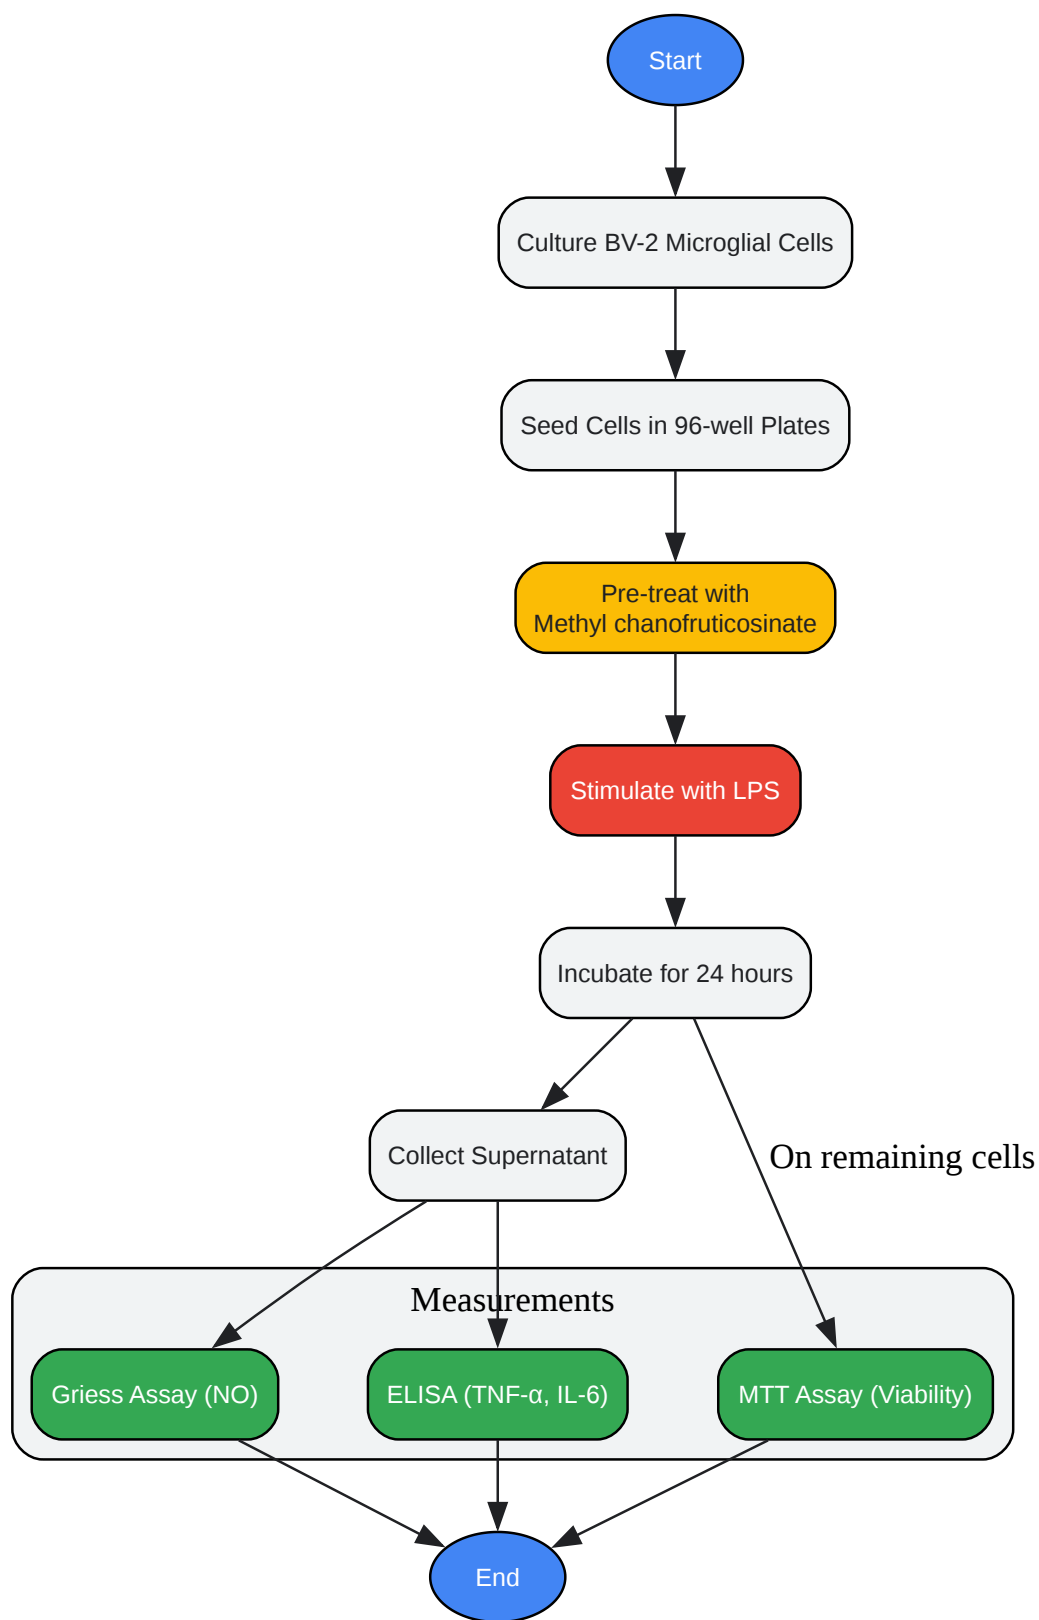 Start
Culture BV-2 Microglial Cells
Seed Cells in 96-well Plates
Pre-treat with
Methyl chanofruticosinate
Stimulate with LPS
Incubate for 24 hours
Collect Supernatant
On remaining cells
Measurements
Griess Assay (NO)
ELISA (TNF-α, IL-6)
MTT Assay (Viability)
End